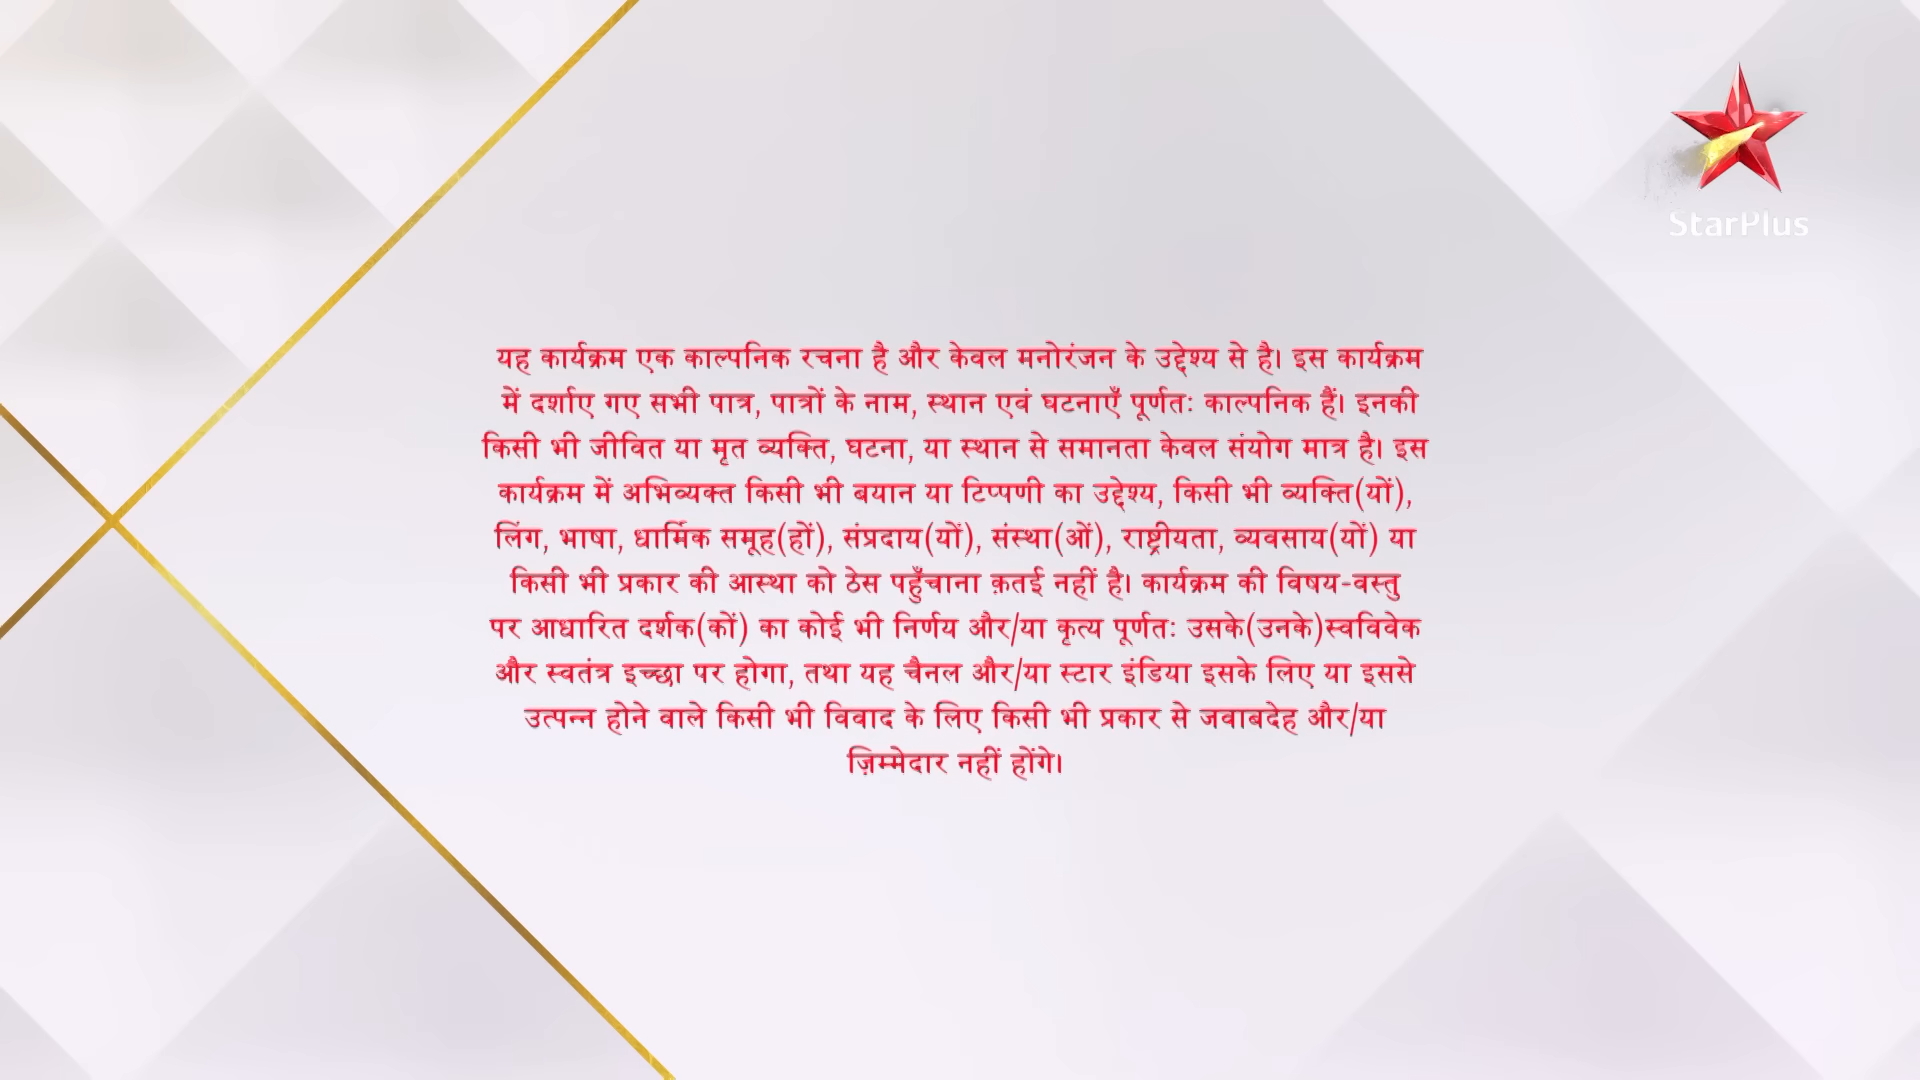 StarPlus
यह कार्यक्रम एक काल्पनिक रचना है और केवल मनोरंजन के उद्देश्य से है। इस कार्यक्रम
में दर्शाए गए सभी पात्र, पात्रों के नाम, स्थान एवं घटनाएँ पूर्णतः काल्पनिक हैं। इनकी
किसी भी जीवित या मृत व्यक्ति, घटना, या स्थान से समानता केवल संयोग मात्र है। इस
कार्यक्रम में अभिव्यक्त किसी भी बयान या टिप्पणी का उद्देश्य, किसी भी व्यक्ति(यों),
लिंग, भाषा, धार्मिक समूह(हों), संप्रदाय(यों), संस्था(ओं), राष्ट्रीयता, व्यवसाय(यों) या
किसी भी प्रकार की आस्था को ठेस पहुँचाना क़तई नहीं है। कार्यक्रम की विषय-वस्तु
पर आधारित दर्शक(कों) का कोई भी निर्णय और/या कृत्य पूर्णतः उसके(उनके)स्वविवेक
और स्वतंत्र इच्छा पर होगा, तथा यह चैनल और/या स्टार इंडिया इसके लिए या इससे
उत्पन्न होने वाले किसी भी विवाद के लिए किसी भी प्रकार से जवाबदेह और/या
ज़िम्मेदार नहीं होंगे।